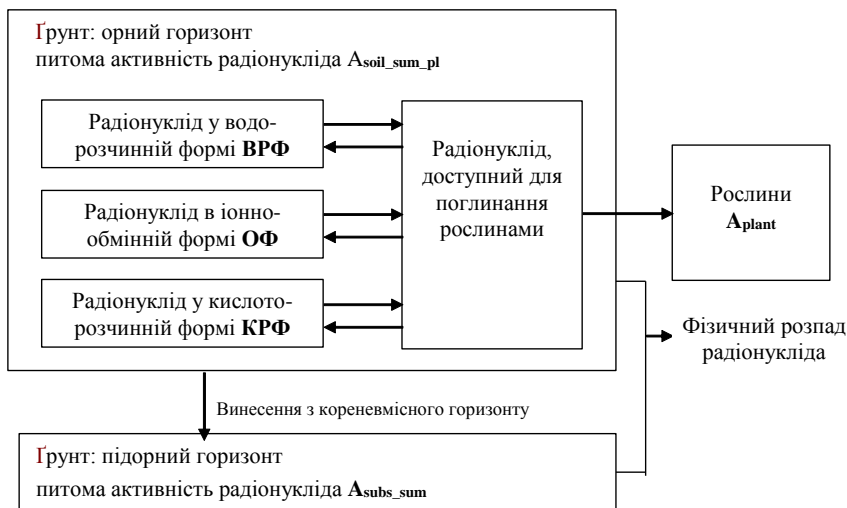 Ґрунт: орний горизонт
питома активність радіонукліда Asoil_sum_pl
Радіонуклід у водо-
розчинній формі ВРФ
Радіонуклід в іонно-
обмінній формі ОФ
Радіонуклід у кислото-
розчинній формі КРФ
Радіонуклід,
доступний для
поглинання
рослинами
Рослини
Aplant
Фізичний розпад
радіонукліда
Винесення з кореневмісного горизонту
Ґрунт: підорний горизонт
питома активність радіонукліда Asubs_sum